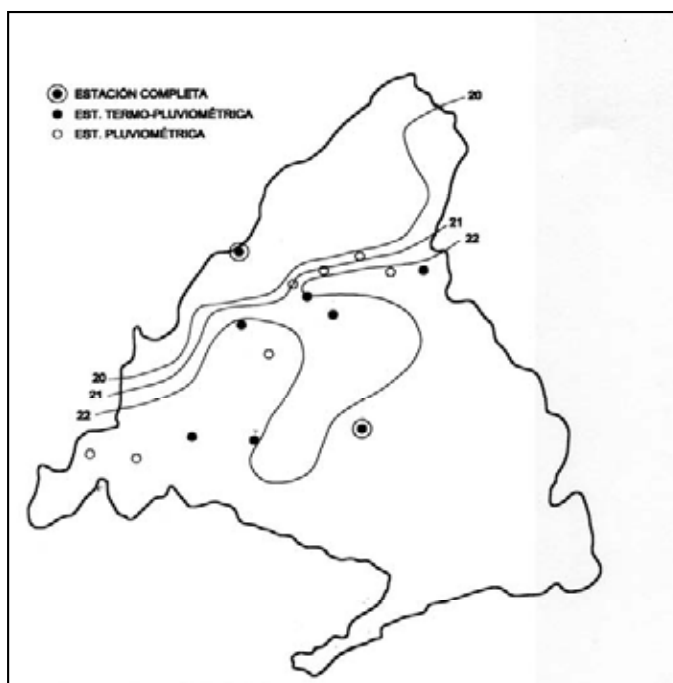 ESTACIÓN COMPLETA
EST. TERMO-PLUVIOMÉTRICA
EST. PLUVIOMÉTRICA
20
21
22
20
21
22